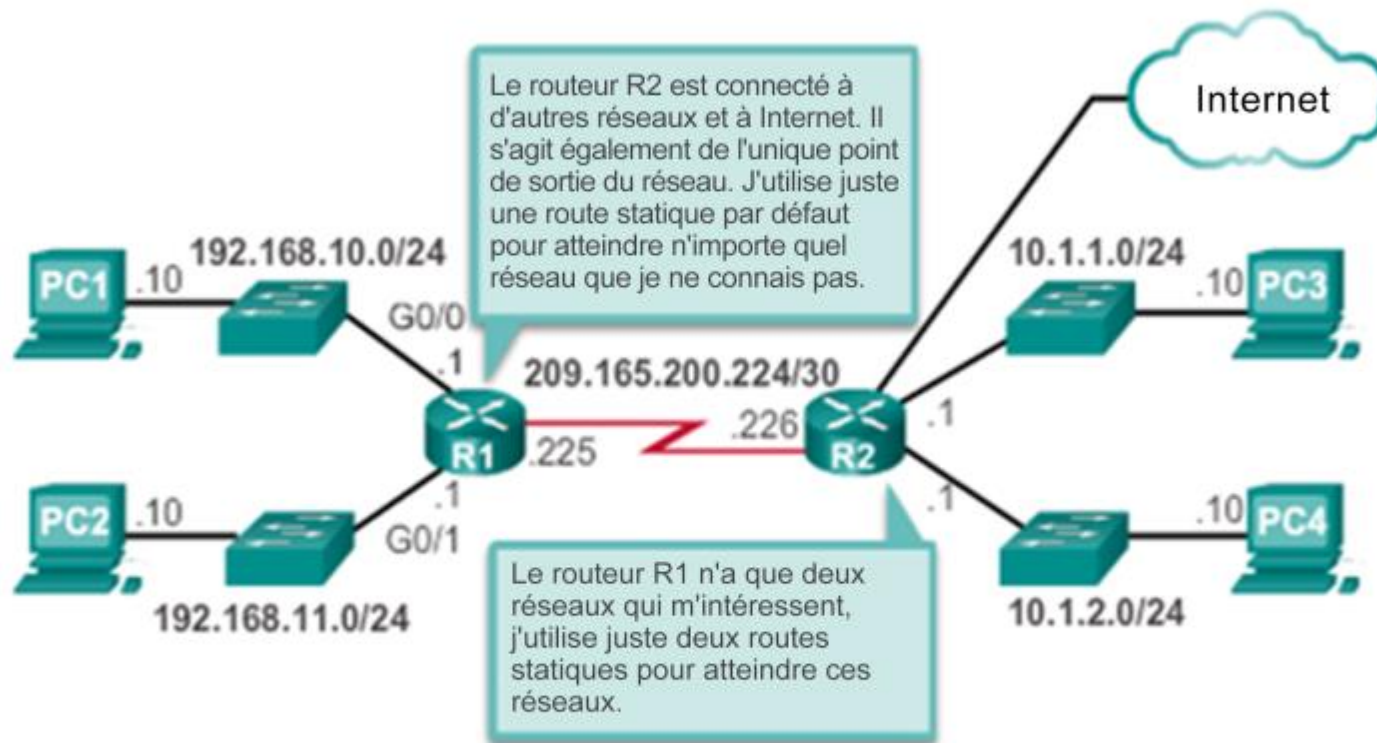 Le routeur R2 est connecté à
d'autres réseaux et à Internet. Il
s'agit également de l'unique point
de sortie du réseau. J'utilise juste
une route statique par défaut
pour atteindre n'importe quel
réseau que je ne connais pas.
Internet
192.168.10.0/24
PC1
.10
G0/0
.1
10.1.1.0/24
.10
PC3
209.165.200.224/30
R1
.225
.226
R2
.1
.1
G0/1
PC2
.10
192.168.11.0/24
.1
.10
PC4
10.1.2.0/24
Le routeur R1 n'a que deux
réseaux qui m'intéressent,
j'utilise juste deux routes
statiques pour atteindre ces
réseaux.